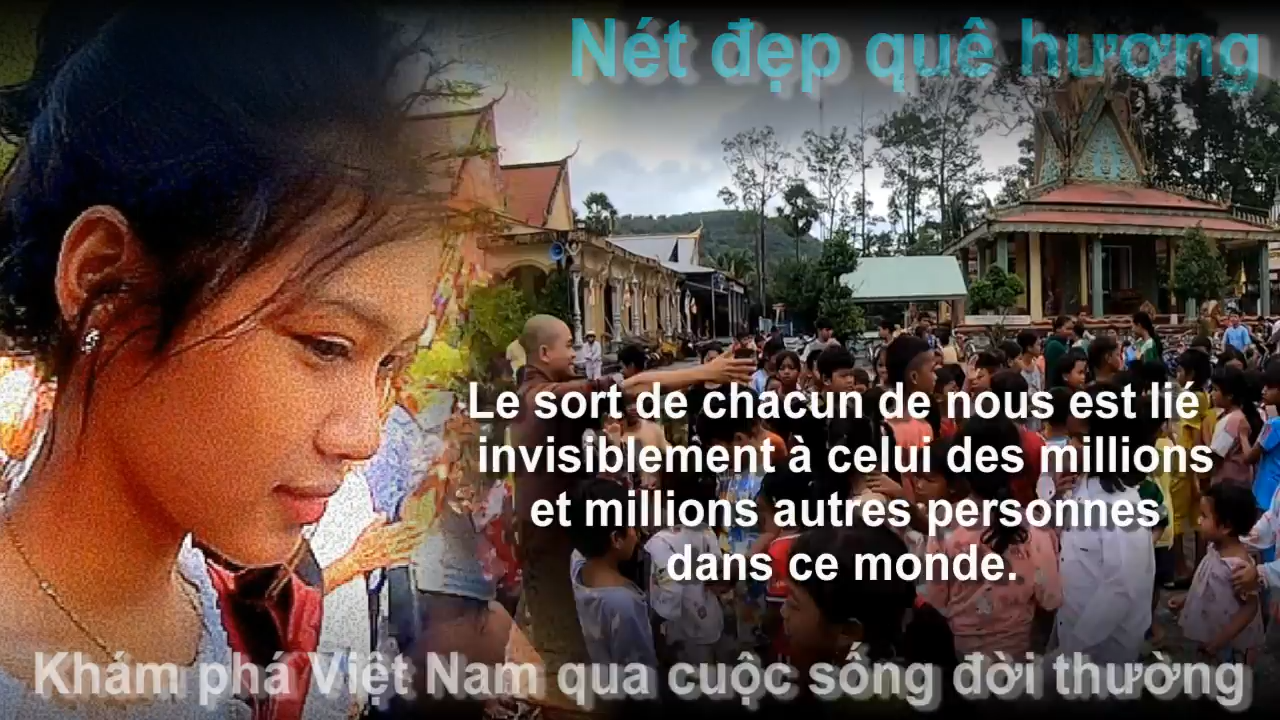 Nét đẹp quê hương
Le sort de chacun de nous est lié
invisiblement à celui des millions
et millions autres personnes
dans ce monde.
Khám phá Việt Nam qua cuộc sống đời thường